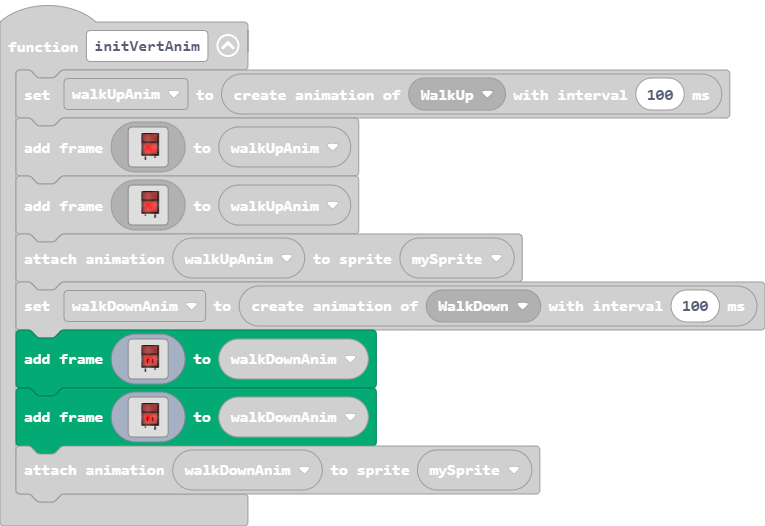 function initVertAnim
set walkUpAnim to create animation of WalkUp with interval 100 ms
add frame to walkUpAnim
add frame to walkUpAnim
attach animation walkUpAnim to sprite mySprite
set walkDownAnim to create animation of WalkDown with interval 100 ms
add frame to walkDownAnim
add frame to walkDownAnim
attach animation walkDownAnim to sprite mySprite